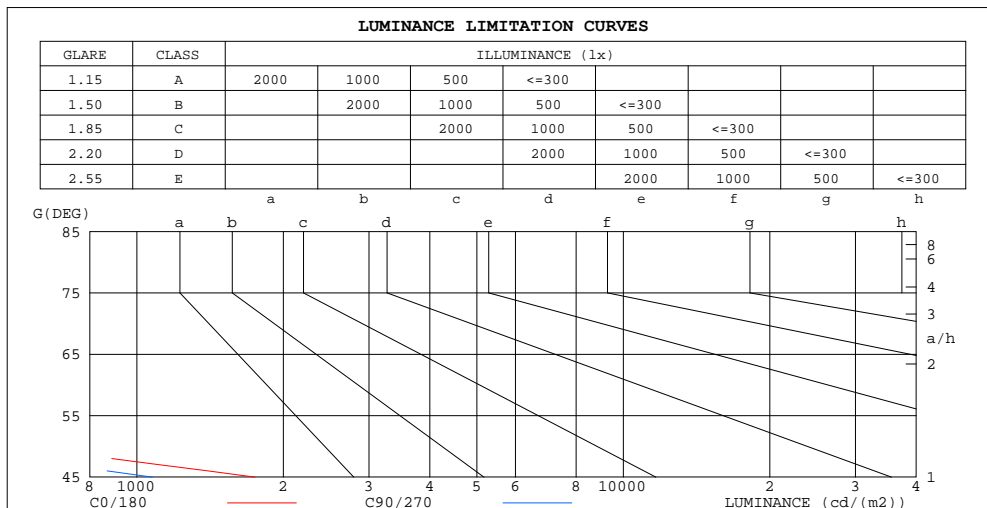 LUMINANCE LIMITATION CURVES
GLARE CLASS ILLUMINANCE (lx)
1.15 A 2000 1000 500 <=300
1.50 B 2000 1000 500 <=300
1.85 C 2000 1000 500 <=300
2.20 D 2000 1000 500 <=300
2.55 E 2000 1000 500 <=300
a b c d e f g h
G(DEG)
a b c d e f g h
85
8
6
75
4
3
a/h
65
2
55
45
1
8 1000 2 3 4 5 6 8 10000 2 3 4
C0/180 C90/270 LUMINANCE (cd/(m2))